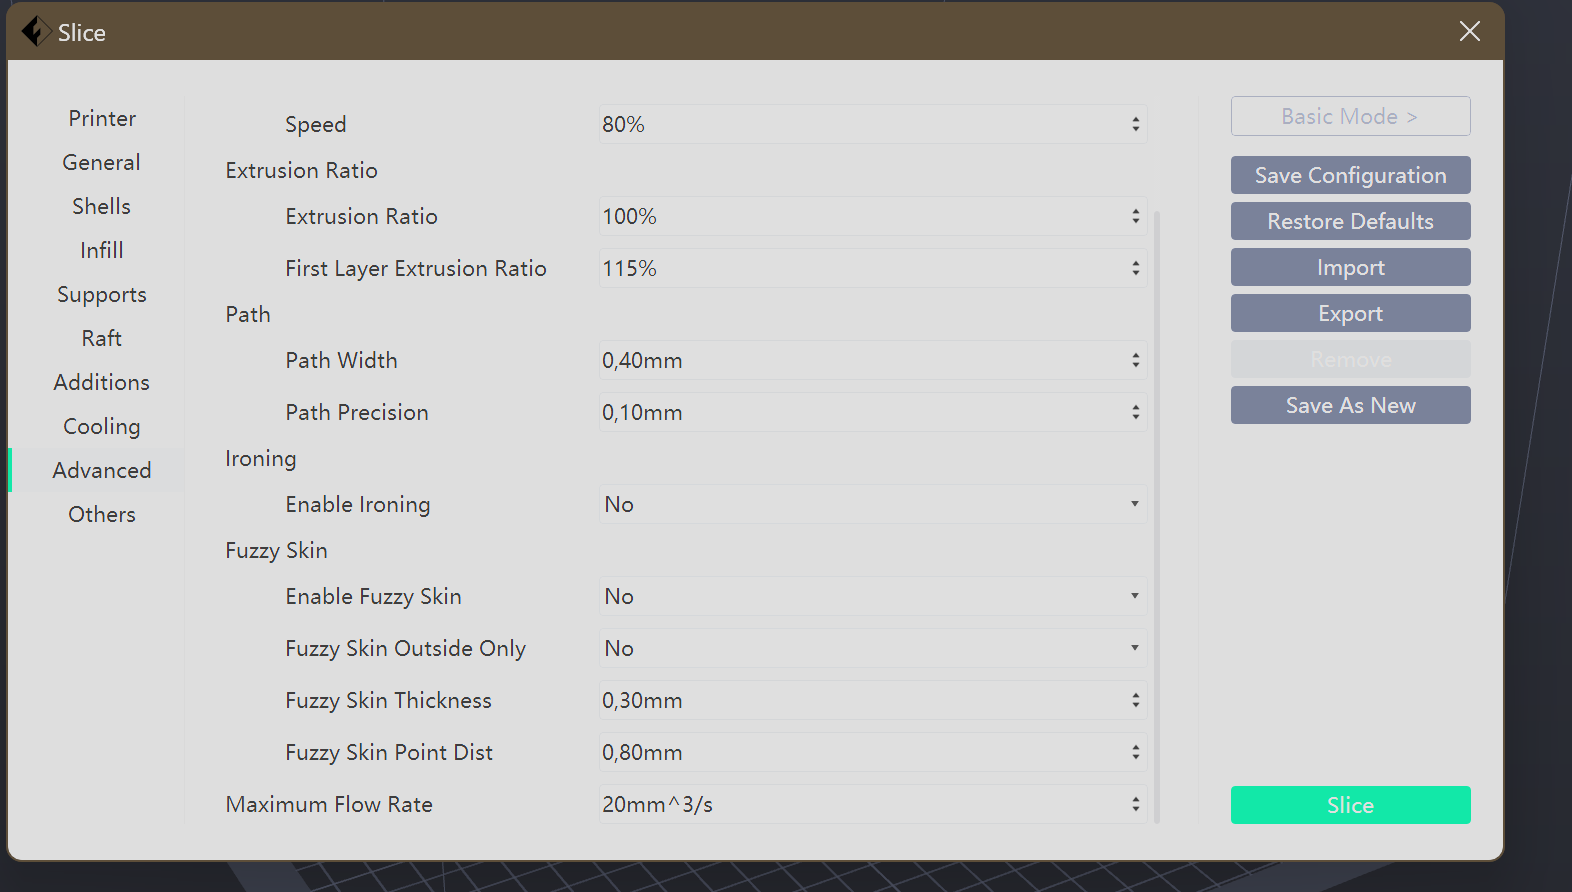 Slice
Printer
General
Shells
Infill
Supports
Raft
Additions
Cooling
Advanced
Others
Speed 80%
Extrusion Ratio
Extrusion Ratio 100%
First Layer Extrusion Ratio 115%
Path
Path Width 0,40mm
Path Precision 0,10mm
Ironing
Enable Ironing No
Fuzzy Skin
Enable Fuzzy Skin No
Fuzzy Skin Outside Only No
Fuzzy Skin Thickness 0,30mm
Fuzzy Skin Point Dist 0,80mm
Maximum Flow Rate 20mm^3/s
Basic Mode >
Save Configuration
Restore Defaults
Import
Export
Remove
Save As New
Slice